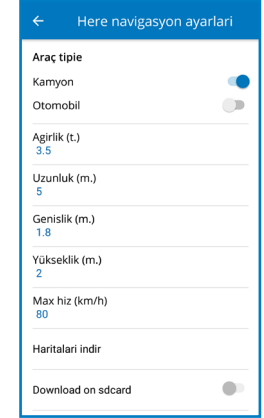 Here navigasyon ayarlari
Araç tipie
Kamyon
Otomobil
Agirlik (t.)
3.5
Uzunluk (m.)
5
Genislik (m.)
1.8
Yükseklik (m.)
2
Max hiz (km/h)
80
Haritalari indir
Download on sdcard